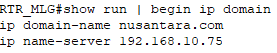 RTR_MLG#show run | begin ip domain
ip domain-name nusantara.com
ip name-server 192.168.10.75